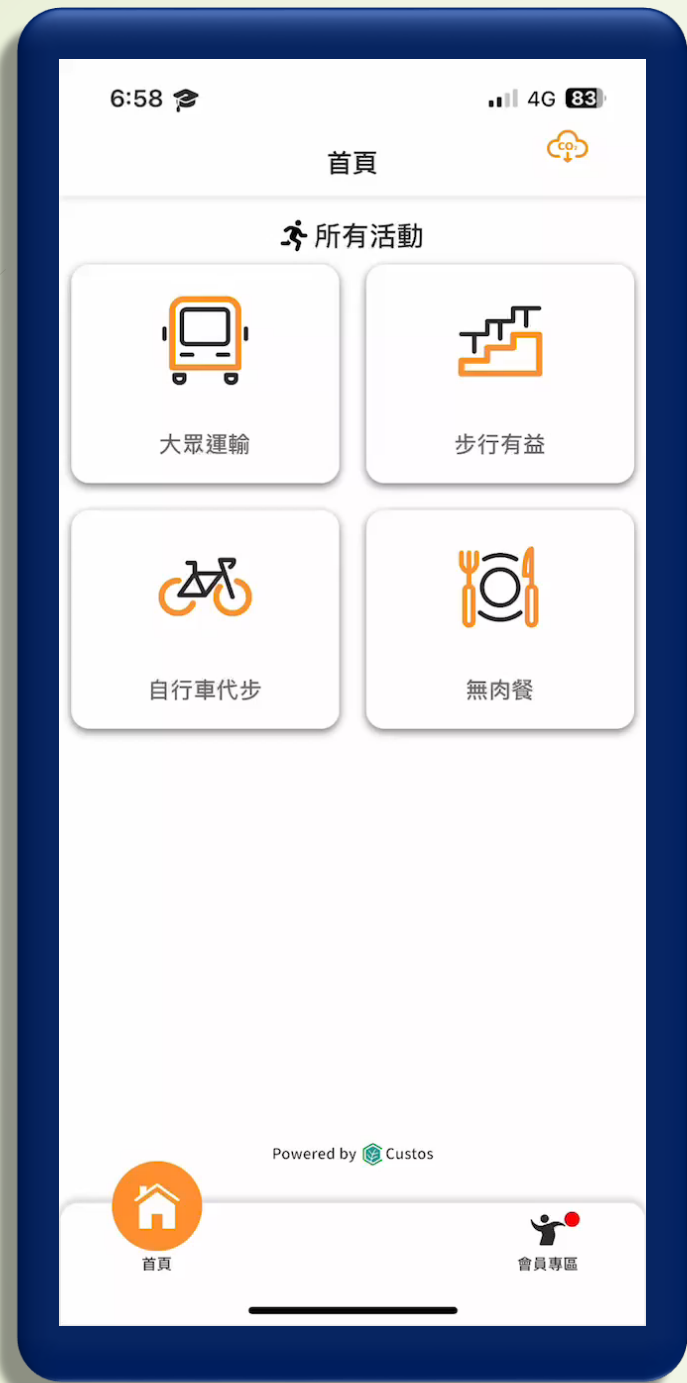 6:58
4G 83
CO₂
首頁
所有活動
大眾運輸
步行有益
自行車代步
無肉餐
Powered by Custos
首頁
會員專區